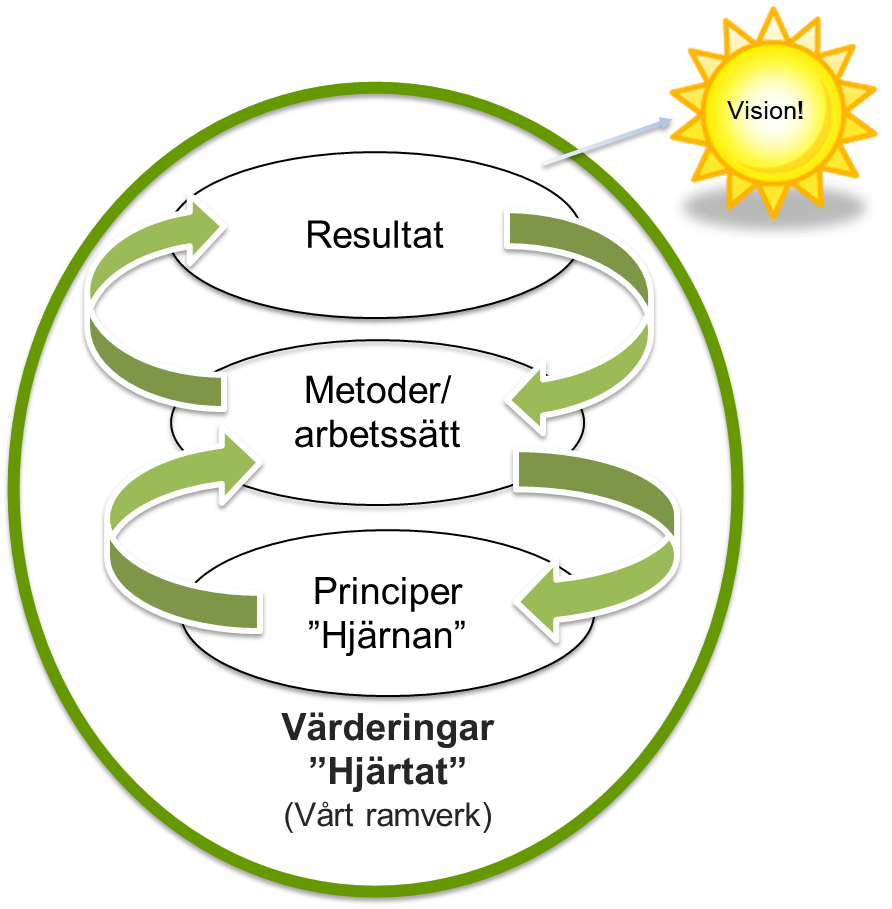 Vision!
Resultat
Metoder/
arbetssätt
Principer
”Hjärnan”
Värderingar
”Hjärtat”
(Vårt ramverk)